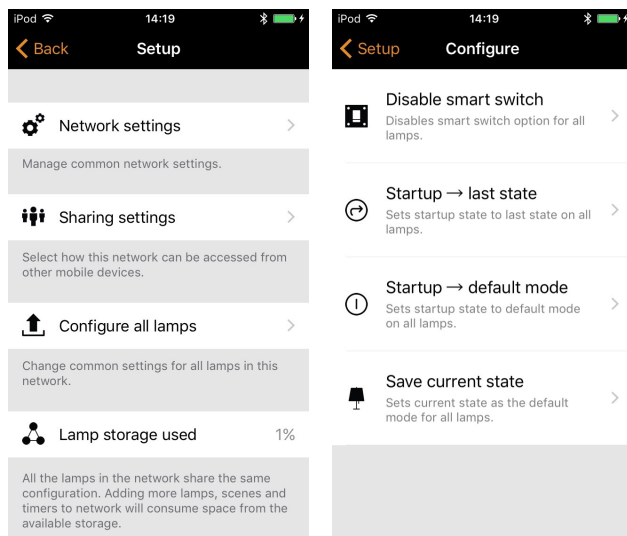 iPod 14:19
Back Setup
Network settings
Manage common network settings.
Sharing settings
Select how this network can be accessed from
other mobile devices.
Configure all lamps
Change common settings for all lamps in this
network.
Lamp storage used 1%
All the lamps in the network share the same
configuration. Adding more lamps, scenes and
timers to network will consume space from the
available storage.
iPod 14:19
Setup Configure
Disable smart switch
Disables smart switch option for all
lamps.
Startup → last state
Sets startup state to last state on all
lamps.
Startup → default mode
Sets startup state to default mode
on all lamps.
Save current state
Sets current state as the default
mode for all lamps.